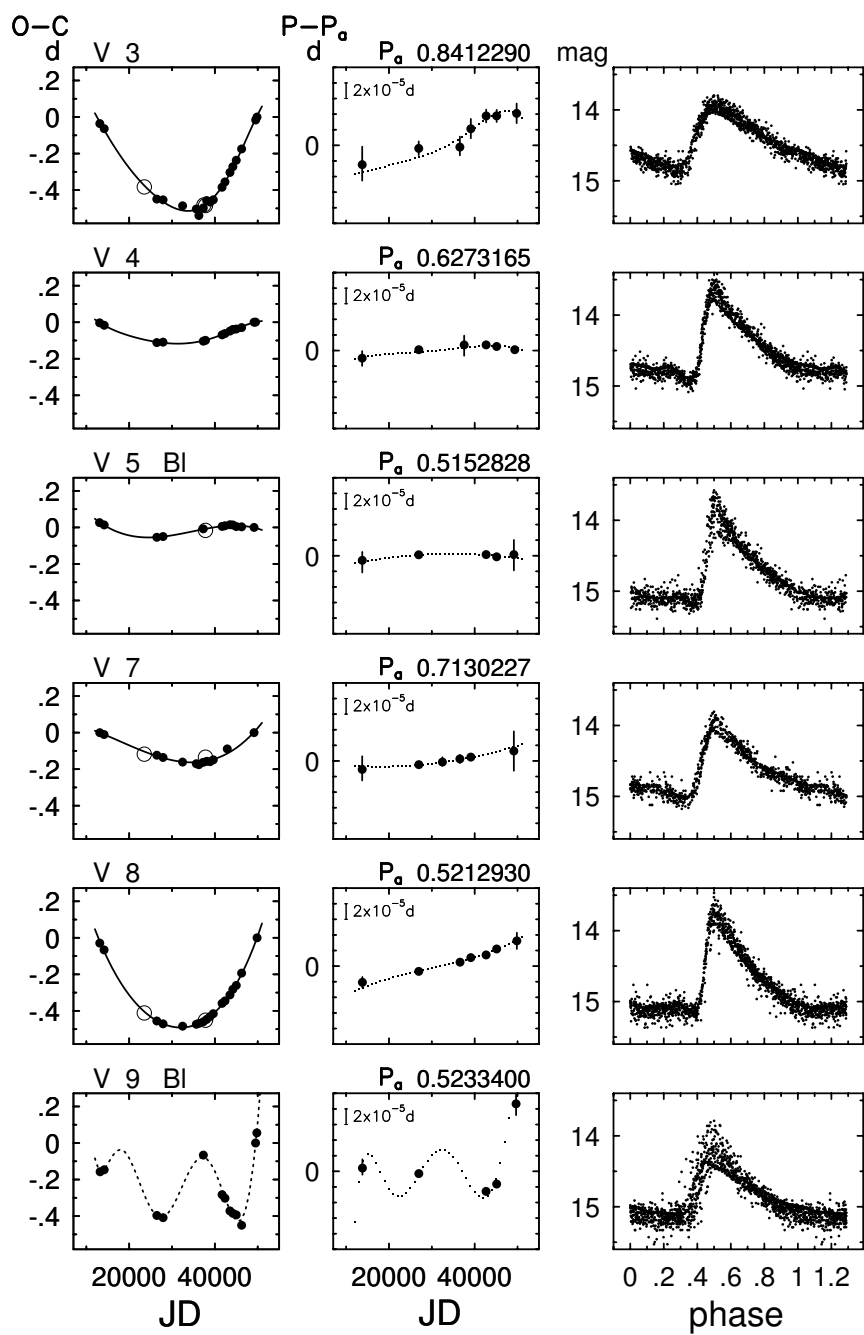 O–C P–Pₐ
d V 3 d Pₐ 0.8412290 mag
.2 0 -.2 -.4 2x10⁻⁵d 0 14 15
V 4 Pₐ 0.6273165
.2 0 -.2 -.4 2x10⁻⁵d 0 14 15
V 5 Bl Pₐ 0.5152828
.2 0 -.2 -.4 2x10⁻⁵d 0 14 15
V 7 Pₐ 0.7130227
.2 0 -.2 -.4 2x10⁻⁵d 0 14 15
V 8 Pₐ 0.5212930
.2 0 -.2 -.4 2x10⁻⁵d 0 14 15
V 9 Bl Pₐ 0.5233400
.2 0 -.2 -.4 2x10⁻⁵d 0 14 15
20000 40000 20000 40000 0 .2 .4 .6 .8 1 1.2
JD JD phase